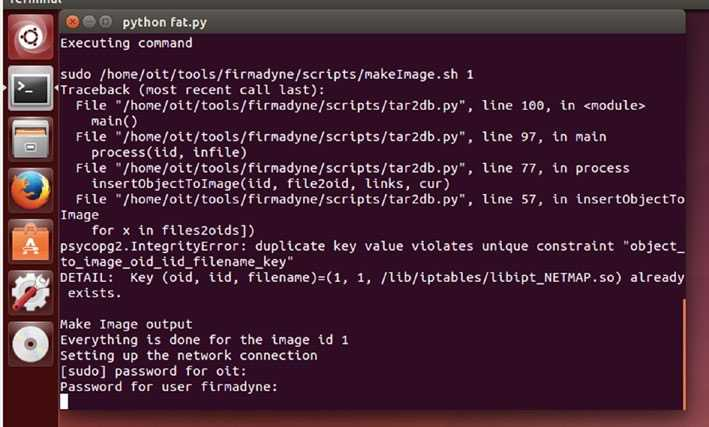 Terminal
python fat.py
Executing command
sudo /home/oit/tools/firmadyne/scripts/makeImage.sh 1
Traceback (most recent call last):
File "/home/oit/tools/firmadyne/scripts/tar2db.py", line 100, in <module>
main()
File "/home/oit/tools/firmadyne/scripts/tar2db.py", line 97, in main
process(iid, infile)
File "/home/oit/tools/firmadyne/scripts/tar2db.py", line 77, in process
insertObjectToImage(iid, file2oid, links, cur)
File "/home/oit/tools/firmadyne/scripts/tar2db.py", line 57, in insertObjectTo
Image
for x in files2oids])
psycopg2.IntegrityError: duplicate key value violates unique constraint "object_
to_image_oid_iid_filename_key"
DETAIL:  Key (oid, iid, filename)=(1, 1, /lib/iptables/libipt_NETMAP.so) already
exists.
Make Image output
Everything is done for the image id 1
Setting up the network connection
[sudo] password for oit:
Password for user firmadyne: